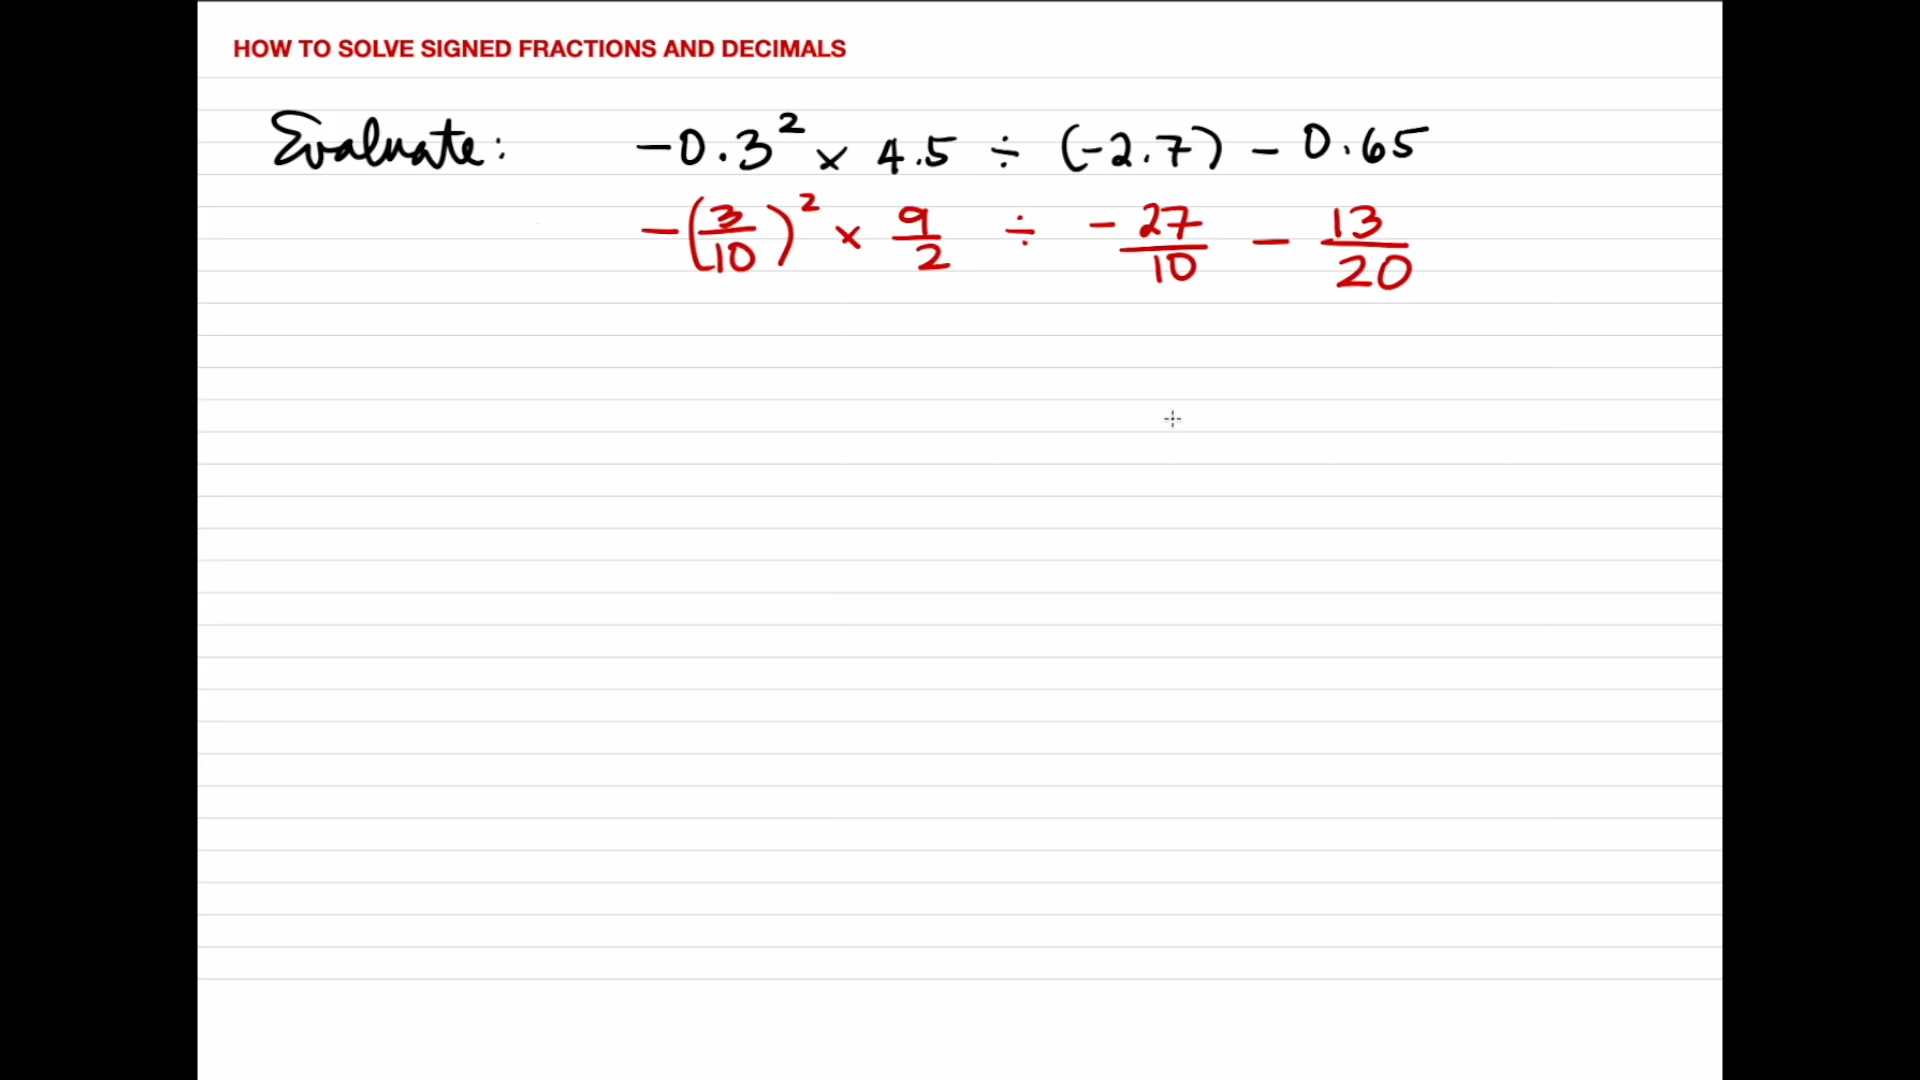 HOW TO SOLVE SIGNED FRACTIONS AND DECIMALS
Evaluate: -0.3² × 4.5 ÷ (-2.7) - 0.65
-(3/10)² × 9/2 ÷ -27/10 - 13/20